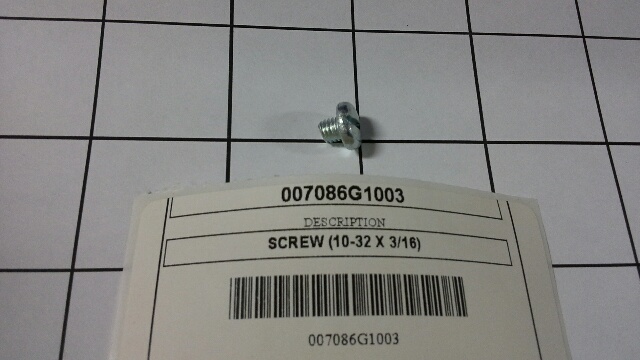 007086G1003
DESCRIPTION
SCREW (10-32 X 3/16)
007086G1003